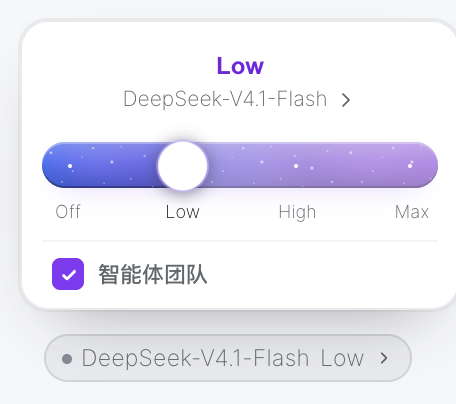 Low
DeepSeek-V4.1-Flash
Off Low High Max
智能体团队
DeepSeek-V4.1-Flash Low